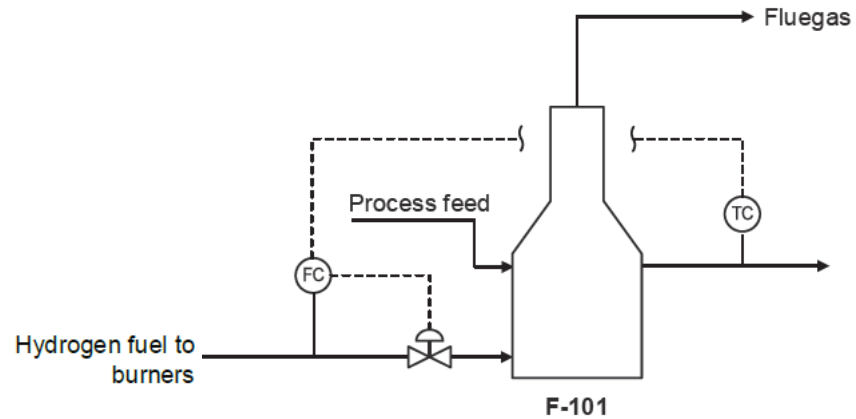 Fluegas
Process feed
TC
FC
Hydrogen fuel to
burners
F-101